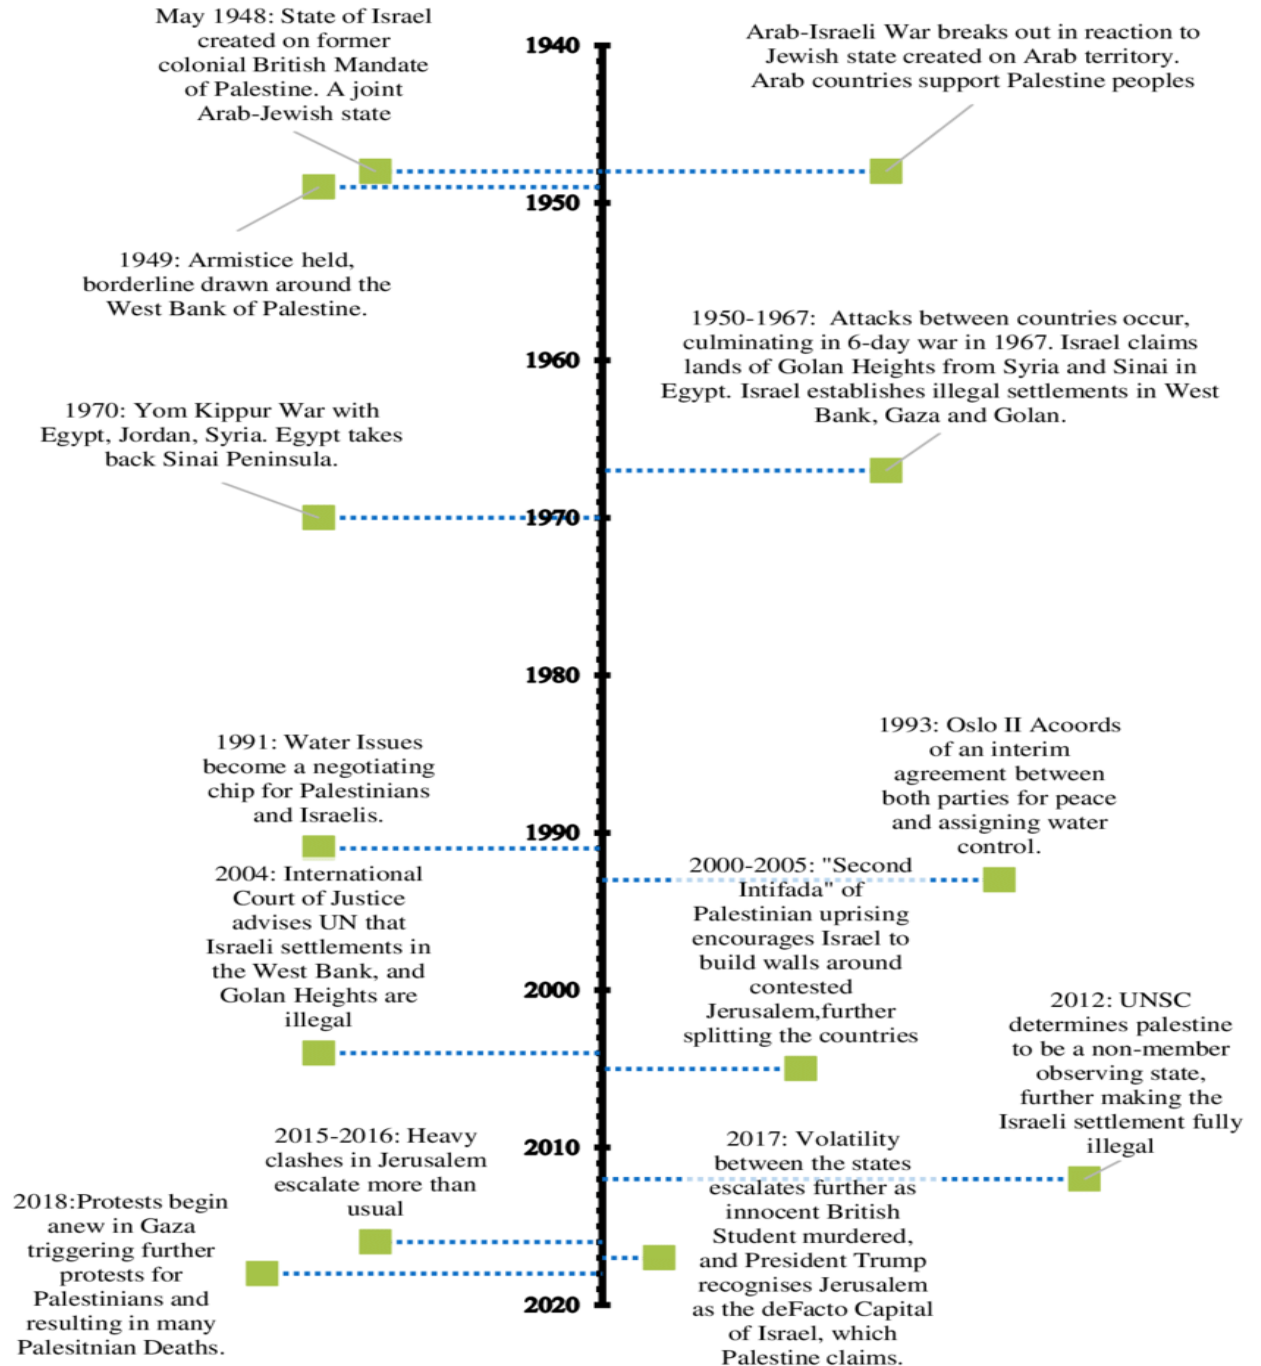 May 1948: State of Israel
created on former
colonial British Mandate
of Palestine. A joint
Arab-Jewish state
Arab-Israeli War breaks out in reaction to
Jewish state created on Arab territory.
Arab countries support Palestine peoples
1940
1950
1949: Armistice held,
borderline drawn around the
West Bank of Palestine.
1950-1967:  Attacks between countries occur,
culminating in 6-day war in 1967. Israel claims
lands of Golan Heights from Syria and Sinai in
Egypt. Israel establishes illegal settlements in West
Bank, Gaza and Golan.
1960
1970: Yom Kippur War with
Egypt, Jordan, Syria. Egypt takes
back Sinai Peninsula.
1970
1980
1991: Water Issues
become a negotiating
chip for Palestinians
and Israelis.
1993: Oslo II Acoords
of an interim
agreement between
both parties for peace
and assigning water
control.
1990
2004: International
Court of Justice
advises UN that
Israeli settlements in
the West Bank, and
Golan Heights are
illegal
2000-2005: "Second
Intifada" of
Palestinian uprising
encourages Israel to
build walls around
contested
Jerusalem,further
splitting the countries
2000
2012: UNSC
determines palestine
to be a non-member
observing state,
further making the
Israeli settlement fully
illegal
2010
2015-2016: Heavy
clashes in Jerusalem
escalate more than
usual
2017: Volatility
between the states
escalates further as
innocent British
Student murdered,
and President Trump
recognises Jerusalem
as the deFacto Capital
of Israel, which
Palestine claims.
2018:Protests begin
anew in Gaza
triggering further
protests for
Palestinians and
resulting in many
Palesitnian Deaths.
2020